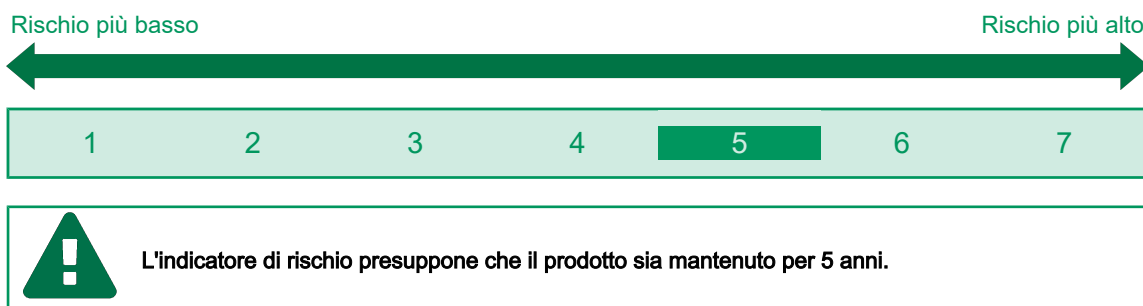 Rischio più basso Rischio più alto
1 2 3 4 5 6 7
L'indicatore di rischio presuppone che il prodotto sia mantenuto per 5 anni.